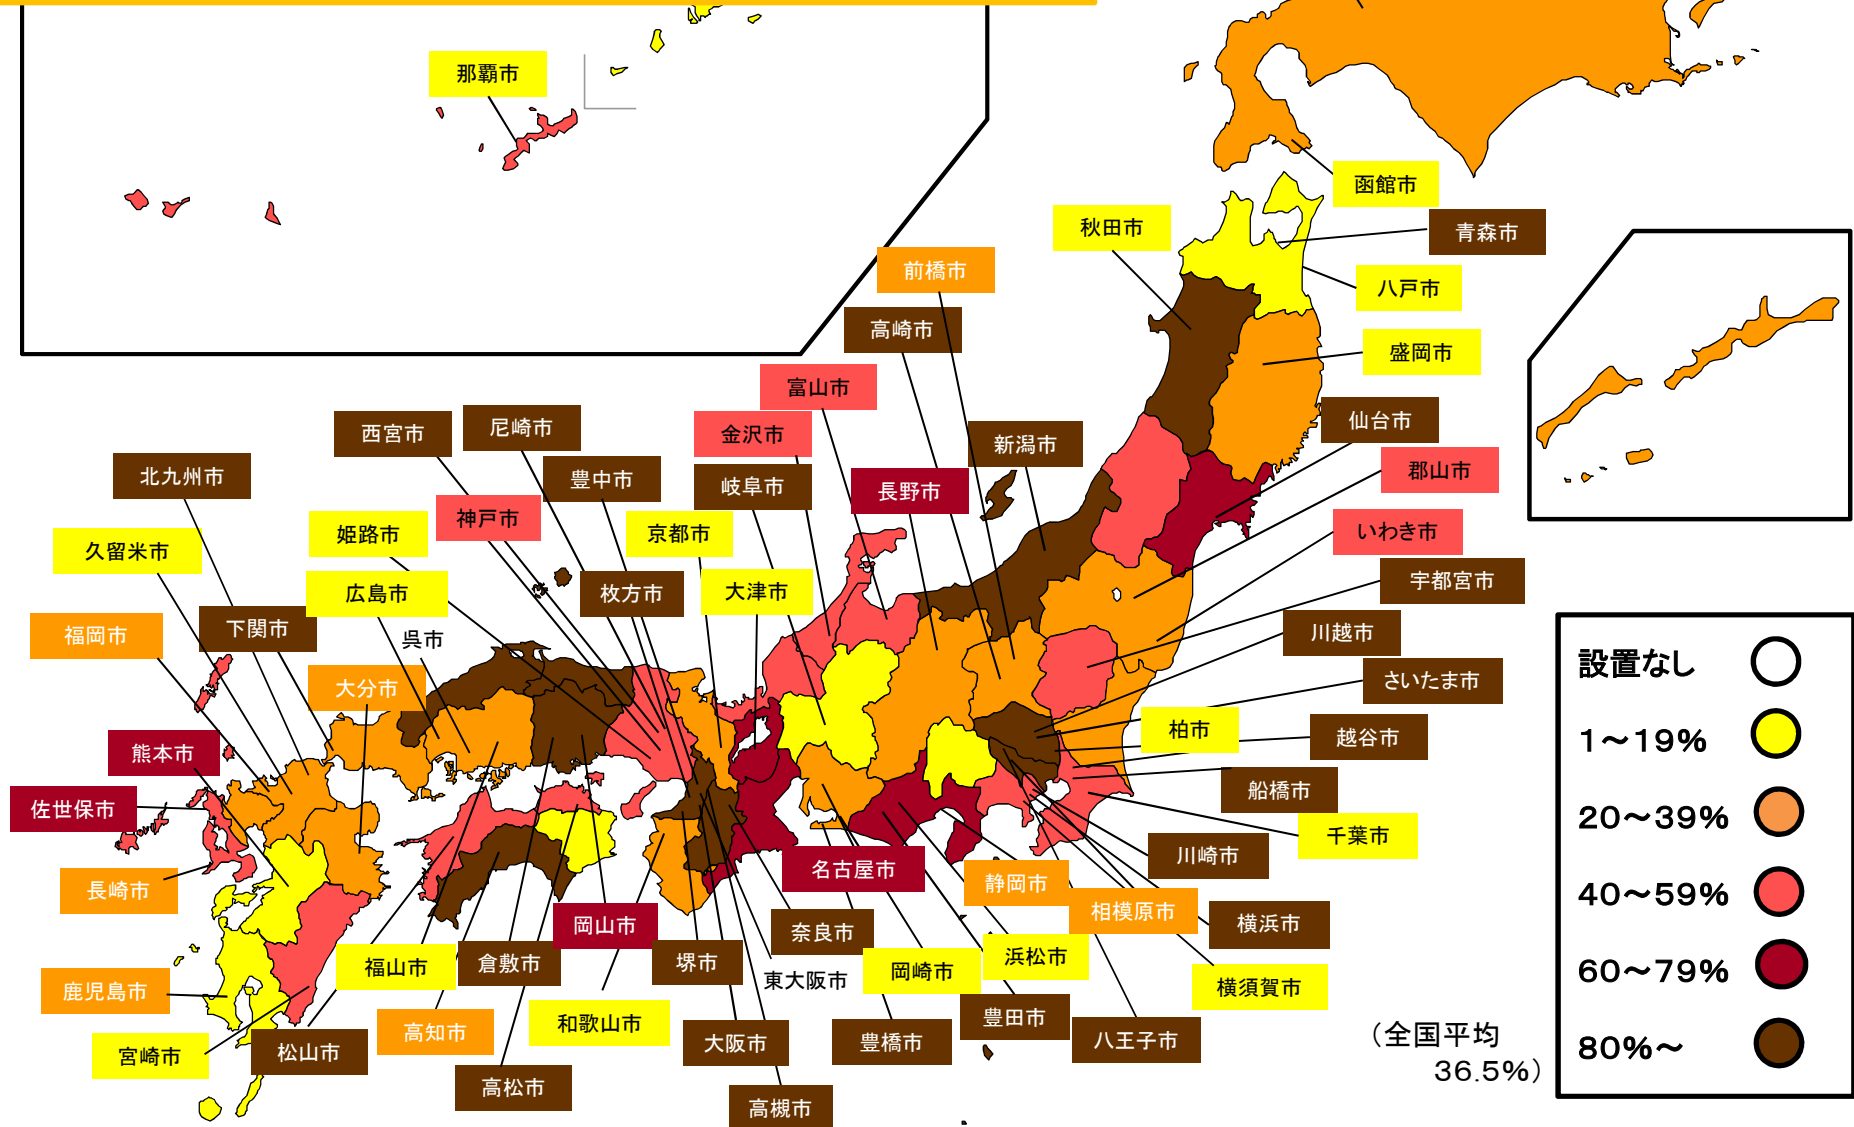 那覇市
函館市
秋田市
青森市
前橋市
八戸市
高崎市
盛岡市
富山市
仙台市
西宮市
尼崎市
金沢市
新潟市
郡山市
北九州市
豊中市
岐阜市
長野市
神戸市
姫路市
京都市
いわき市
久留米市
宇都宮市
広島市
枚方市
大津市
福岡市
下関市
呉市
川越市
大分市
さいたま市
柏市
越谷市
熊本市
佐世保市
船橋市
千葉市
川崎市
名古屋市
長崎市
静岡市
相模原市
岡山市
奈良市
横浜市
福山市
倉敷市
堺市
東大阪市
岡崎市
浜松市
鹿児島市
横須賀市
和歌山市
豊田市
高知市
宮崎市
松山市
大阪市
豊橋市
八王子市
高松市
高槻市
設置なし
1～19%
20～39%
40～59%
60～79%
80%～
（全国平均
36.5%）